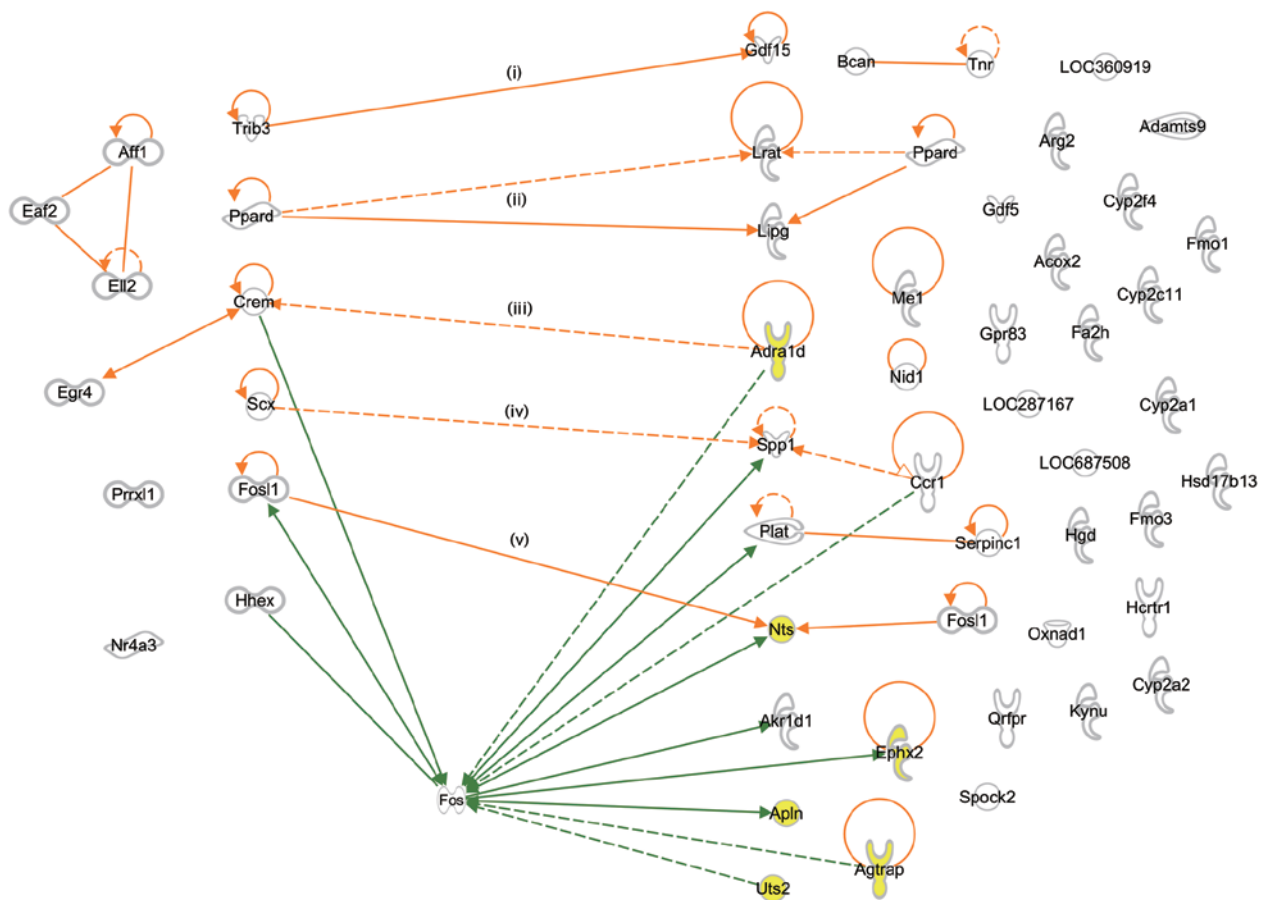 Gdf15
Bcan
Tnr
LOC360919
(i)
Trib3
Aff1
Lrat
Ppard
Arg2
Adamts9
Eaf2
Ppard
(ii)
Lipg
Gdf5
Cyp2f4
Fmo1
Ell2
Crem
(iii)
Me1
Acox2
Cyp2c11
Adra1d
Gpr83
Fa2h
Egr4
Scx
(iv)
Nid1
LOC287167
Cyp2a1
Spp1
Prrxl1
Fosl1
Ccr1
LOC687508
Hsd17b13
(v)
Plat
Serpinc1
Hgd
Fmo3
Hhex
Nts
Fosl1
Oxnad1
Hcrtr1
Nr4a3
Akr1d1
Ephx2
Qrfpr
Kynu
Cyp2a2
Fos
Apln
Spock2
Uts2
Agtrap